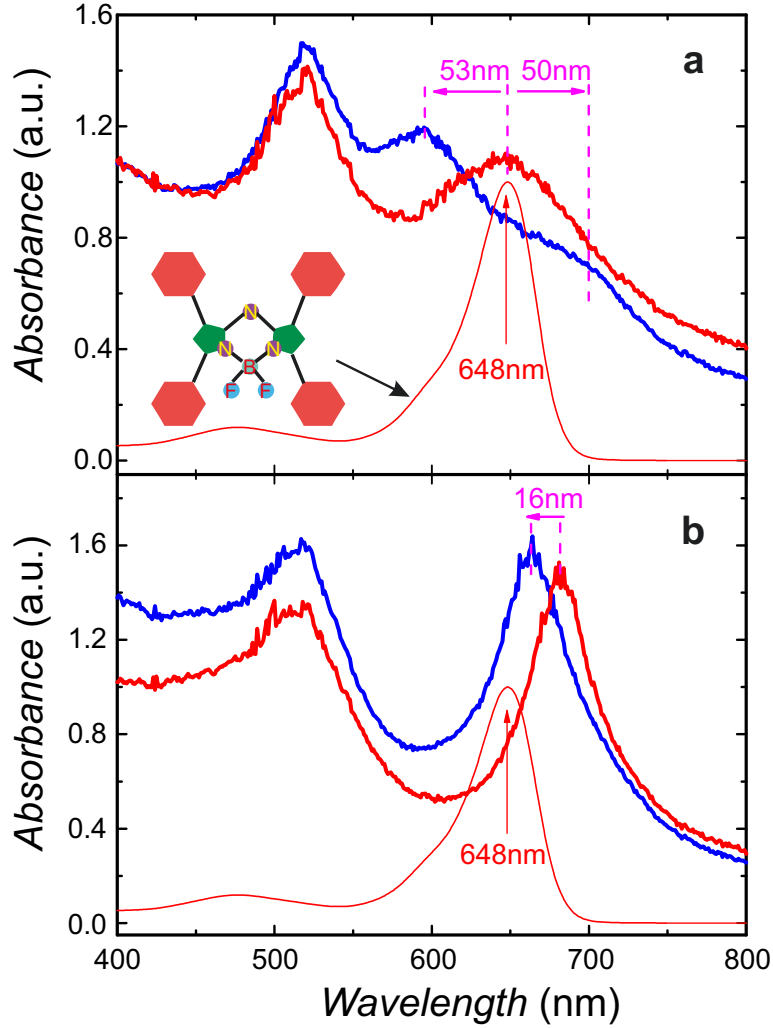 1.6
a
53nm
50nm
1.2
0.8
0.4
0.0
Absorbance (a.u.)
N
N
N
B
F
F
648nm
16nm
b
1.6
1.2
0.8
0.4
0.0
Absorbance (a.u.)
648nm
400
500
600
700
800
Wavelength (nm)